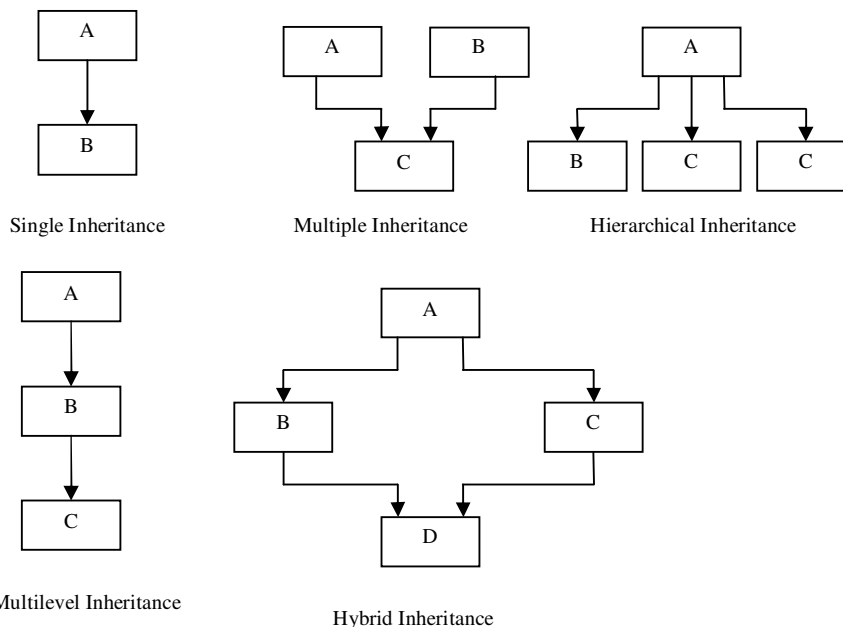 A
B
Single Inheritance
A B
C
Multiple Inheritance
A
B C C
Hierarchical Inheritance
A
B
C
Multilevel Inheritance
A
B C
D
Hybrid Inheritance